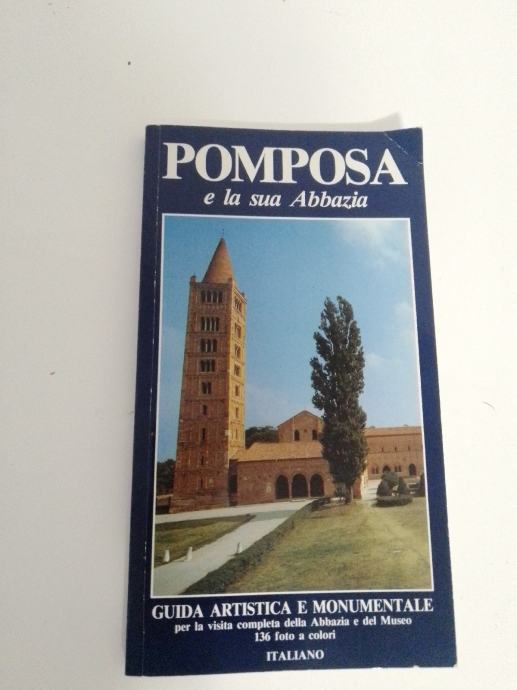 POMPOSA
e la sua Abbazia
GUIDA ARTISTICA E MONUMENTALE
per la visita completa della Abbazia e del Museo
136 foto a colori
ITALIANO